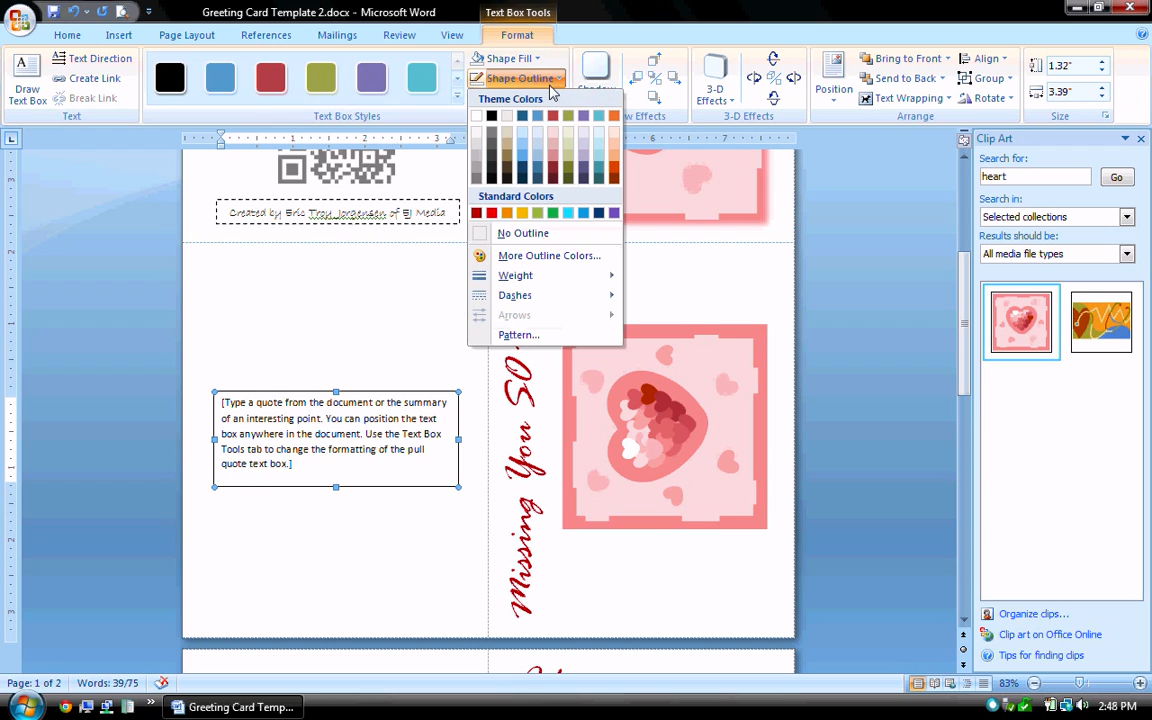 Greeting Card Template 2.docx - Microsoft Word
Text Box Tools
Home Insert Page Layout References Mailings Review View Format
Draw Text Box
Text Direction
Create Link
Break Link
Text
Text Box Styles
Shape Fill
Shape Outline
3-D Effects
3-D Effects
Position
Bring to Front
Send to Back
Text Wrapping
Align
Group
Rotate
Arrange
1.32"
3.39"
Size
Theme Colors
Standard Colors
No Outline
More Outline Colors...
Weight
Dashes
Arrows
Pattern...
3 6 7
Created by Eric Troy Jorgensen of EJ Media
[Type a quote from the document or the summary
of an interesting point. You can position the text
box anywhere in the document. Use the Text Box
Tools tab to change the formatting of the pull
quote text box.]
Missing You So
Clip Art
Search for:
heart
Go
Search in:
Selected collections
Results should be:
All media file types
Organize clips...
Clip art on Office Online
Tips for finding clips
Page: 1 of 2 Words: 39/75 83%
Greeting Card Temp... 2:48 PM